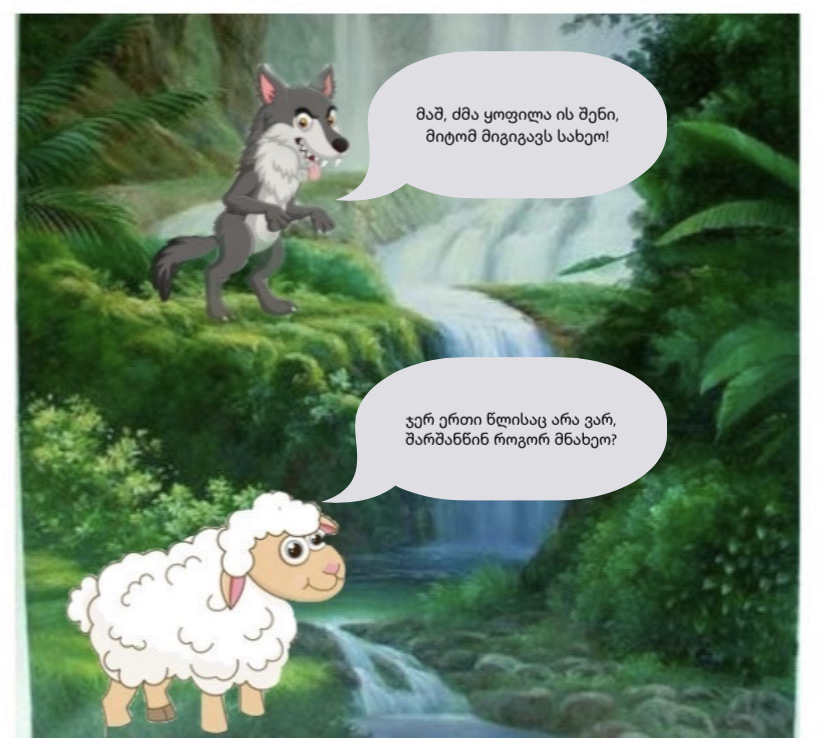 მაშ, ძმა ყოფილა ის შენი,
მიტომ მიგიგავს სახეო!
ჯერ ერთი წლისაც არა ვარ,
შარშანწინ როგორ მნახეო?